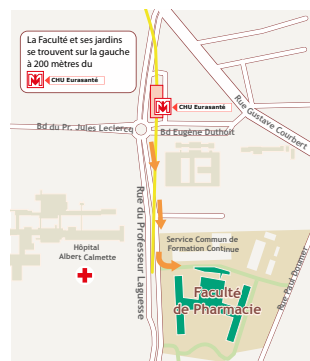 La Faculté et ses jardins
se trouvent sur la gauche
à 200 mètres du
CHU Eurasanté
CHU Eurasanté
Rue Gustave Courbert
Bd du Pr. Jules Leclercq
Bd Eugène Duthoit
Rue du Professeur Laguesse
Service Commun de
Formation Continue
Hôpital
Albert Calmette
Faculté
de Pharmacie
Rue Paul Doumer